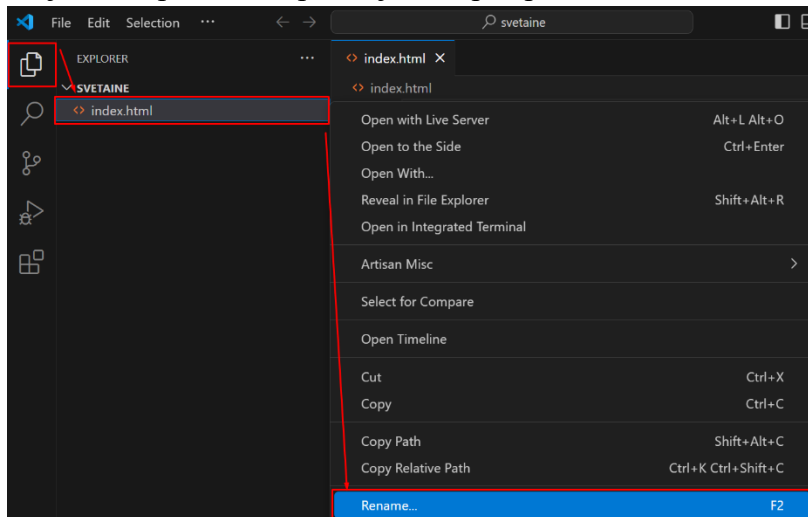 File Edit Selection ··· ← → svetaine
EXPLORER ···
SVETAINE
index.html
index.html
index.html
Open with Live Server Alt+L Alt+O
Open to the Side Ctrl+Enter
Open With...
Reveal in File Explorer Shift+Alt+R
Open in Integrated Terminal
Artisan Misc
Select for Compare
Open Timeline
Cut Ctrl+X
Copy Ctrl+C
Copy Path Shift+Alt+C
Copy Relative Path Ctrl+K Ctrl+Shift+C
Rename... F2